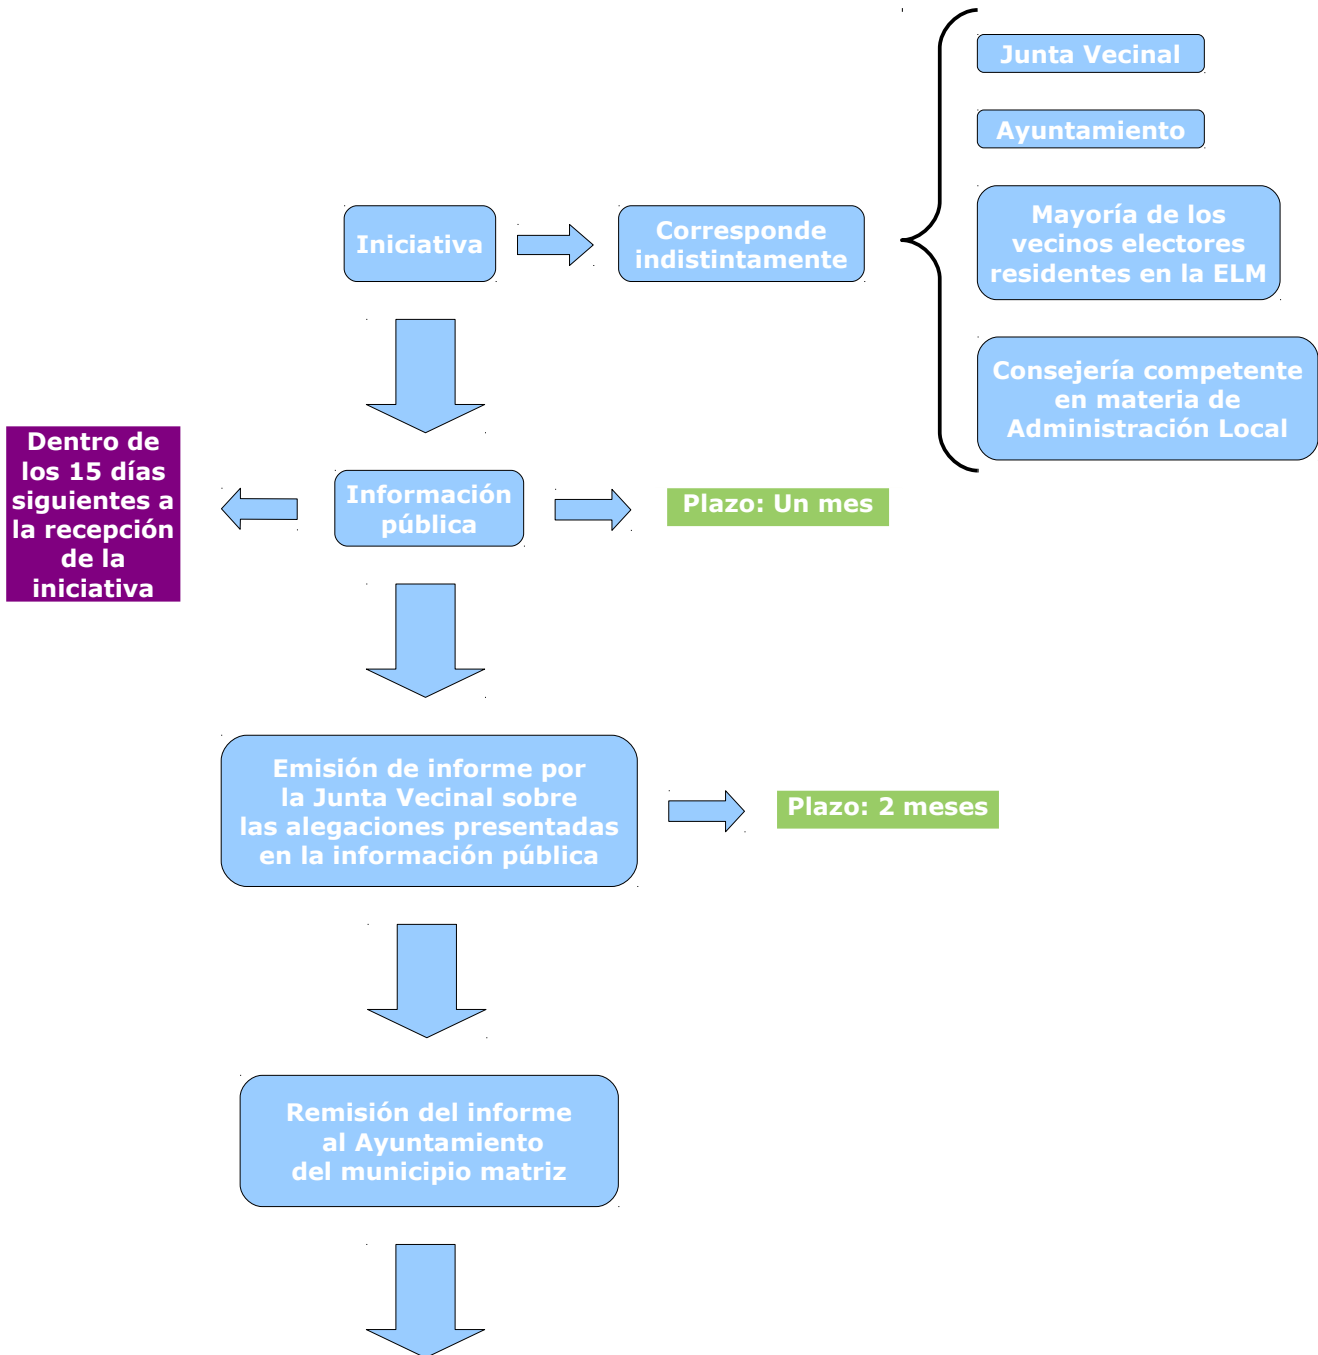 Junta Vecinal
Ayuntamiento
Mayoría de los
vecinos electores
residentes en la ELM
Consejería competente
en materia de
Administración Local
Iniciativa
Corresponde
indistintamente
Dentro de
los 15 días
siguientes a
la recepción
de la
iniciativa
Información
pública
Plazo: Un mes
Emisión de informe por
la Junta Vecinal sobre
las alegaciones presentadas
en la información pública
Plazo: 2 meses
Remisión del informe
al Ayuntamiento
del municipio matriz